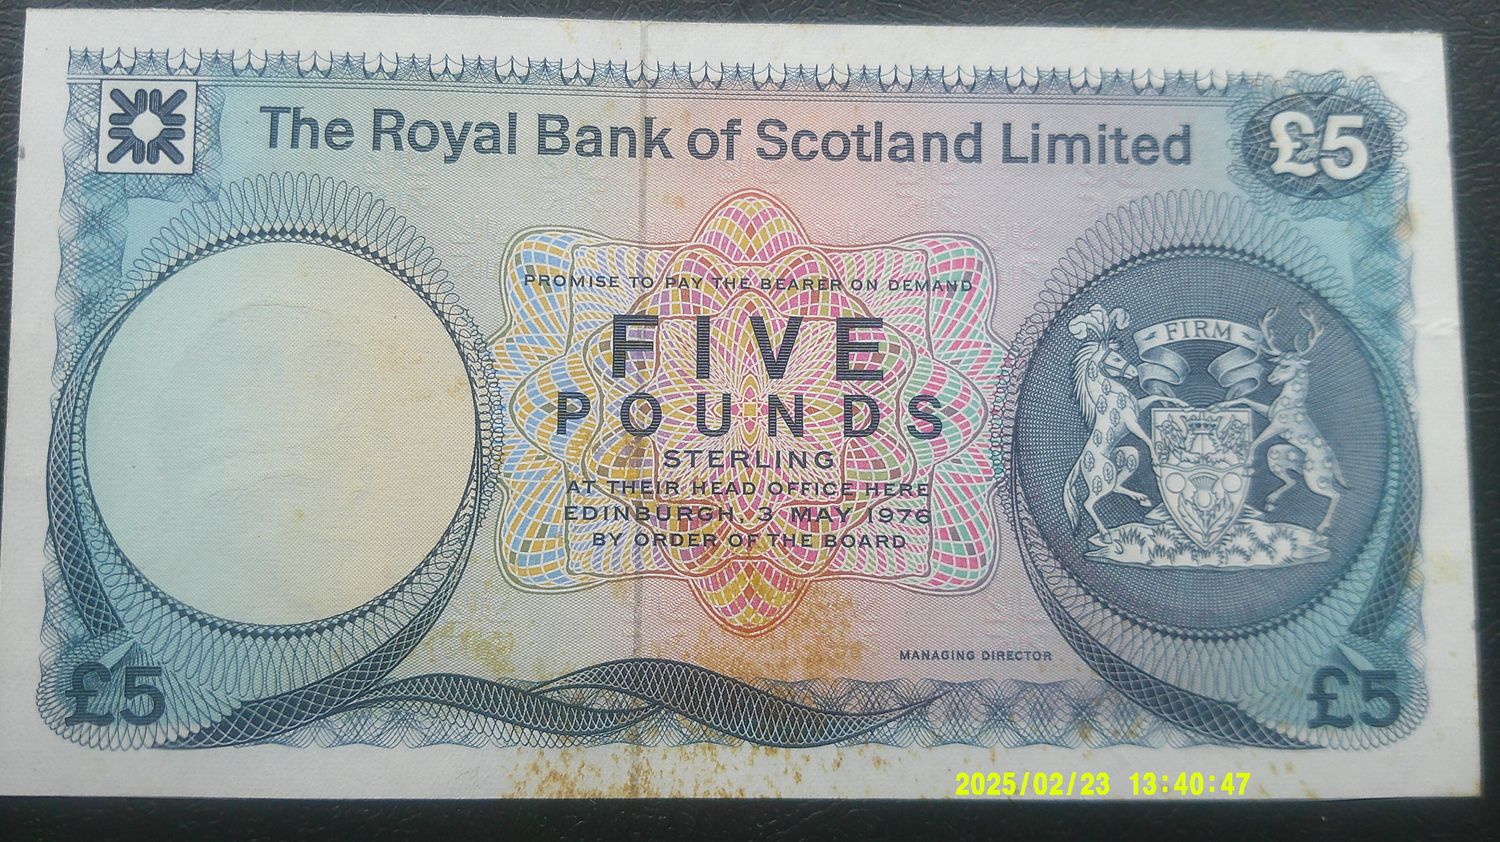 The Royal Bank of Scotland Limited
£5
FIRM
PROMISE TO PAY THE BEARER ON DEMAND
FIVE
POUNDS
STERLING
AT THEIR HEAD OFFICE HERE
EDINBURGH, 3 MAY 1976
BY ORDER OF THE BOARD
MANAGING DIRECTOR
£5
£5
2025/02/23 13:40:47